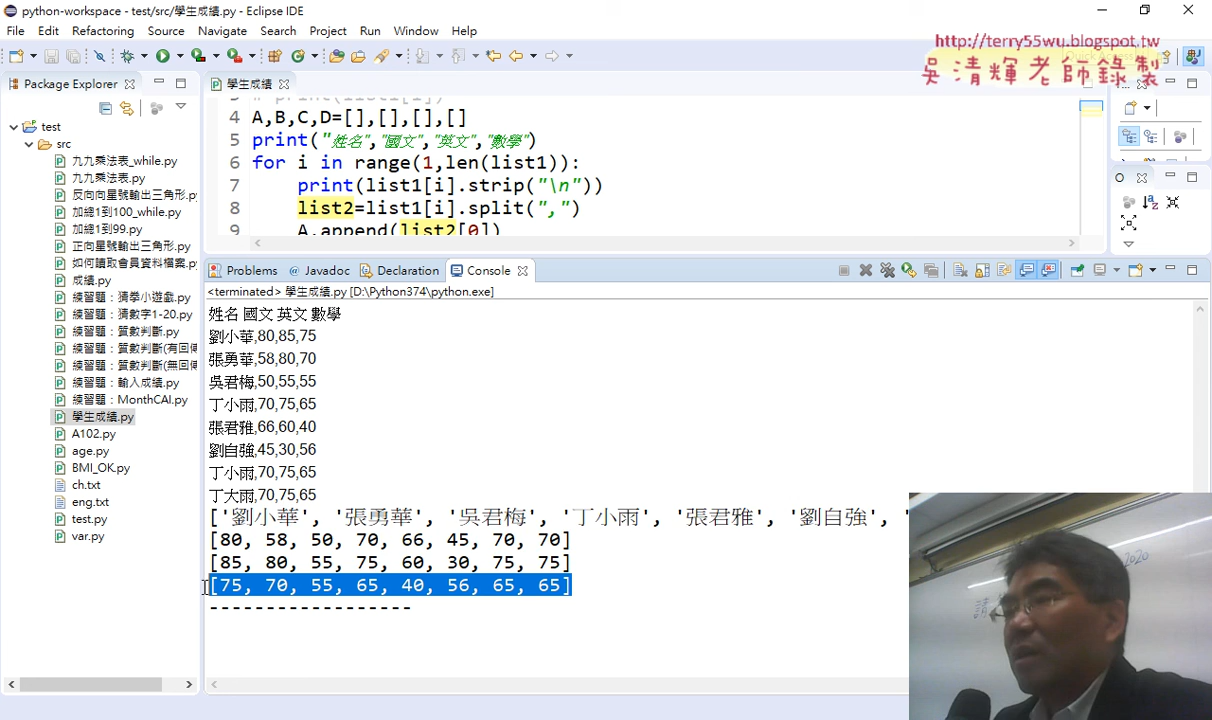 python-workspace - test/src/學生成績.py - Eclipse IDE
File Edit Refactoring Source Navigate Search Project Run Window Help
http://terry55wu.blogspot.tw
吳清輝老師錄製
Package Explorer
學生成績
test
src
九九乘法表_while.py
九九乘法表.py
反向向星號輸出三角形.py
加總1到100_while.py
加總1到99.py
正向星號輸出三角形.py
如何讀取會員資料檔案.py
成績.py
練習題：猜拳小遊戲.py
練習題：猜數字1-20.py
練習題：質數判斷.py
練習題：質數判斷(有回傳
練習題：質數判斷(無回傳
練習題：輸入成績.py
練習題：MonthCAI.py
學生成績.py
A102.py
age.py
BMI_OK.py
ch.txt
eng.txt
test.py
var.py
4 A,B,C,D=[],[],[],[]
5 print("姓名","國文","英文","數學")
6 for i in range(1,len(list1)):
7 print(list1[i].strip("\n"))
8 list2=list1[i].split(",")
9 A.append(list2[0])
Problems Javadoc Declaration Console
<terminated> 學生成績.py [D:\Python374\python.exe]
姓名 國文 英文 數學
劉小華,80,85,75
張勇華,58,80,70
吳君梅,50,55,55
丁小雨,70,75,65
張君雅,66,60,40
劉自強,45,30,56
丁小雨,70,75,65
丁大雨,70,75,65
['劉小華', '張勇華', '吳君梅', '丁小雨', '張君雅', '劉自強', '
[80, 58, 50, 70, 66, 45, 70, 70]
[85, 80, 55, 75, 60, 30, 75, 75]
[75, 70, 55, 65, 40, 56, 65, 65]
------------------
2020
請